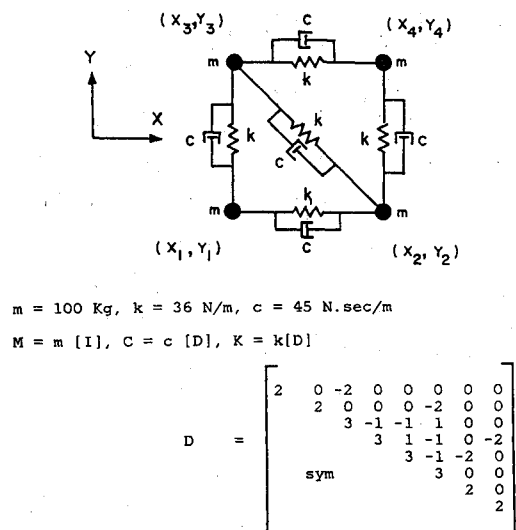 (X3,Y3) c (X4,Y4)
m k m
Y
X
c k k c k c
m k m
c
(X1,Y1) (X2,Y2)
m = 100 Kg, k = 36 N/m, c = 45 N.sec/m
M = m [I], C = c [D], K = k[D]
2 0 -2 0 0 0 0 0
2 0 0 0 -2 0 0
3 -1 -1 1 0 0
D = 3 1 -1 0 -2
3 -1 -2 0
sym 3 0 0
2 0
2